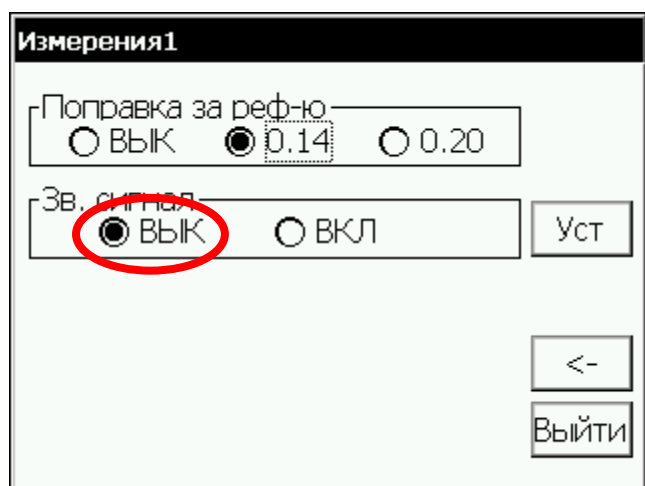 Измерения1
Поправка за реф-ю
ВЫК 0.14 0.20
Зв. сигнал
ВЫК ВКЛ
Уст
<-
Выйти